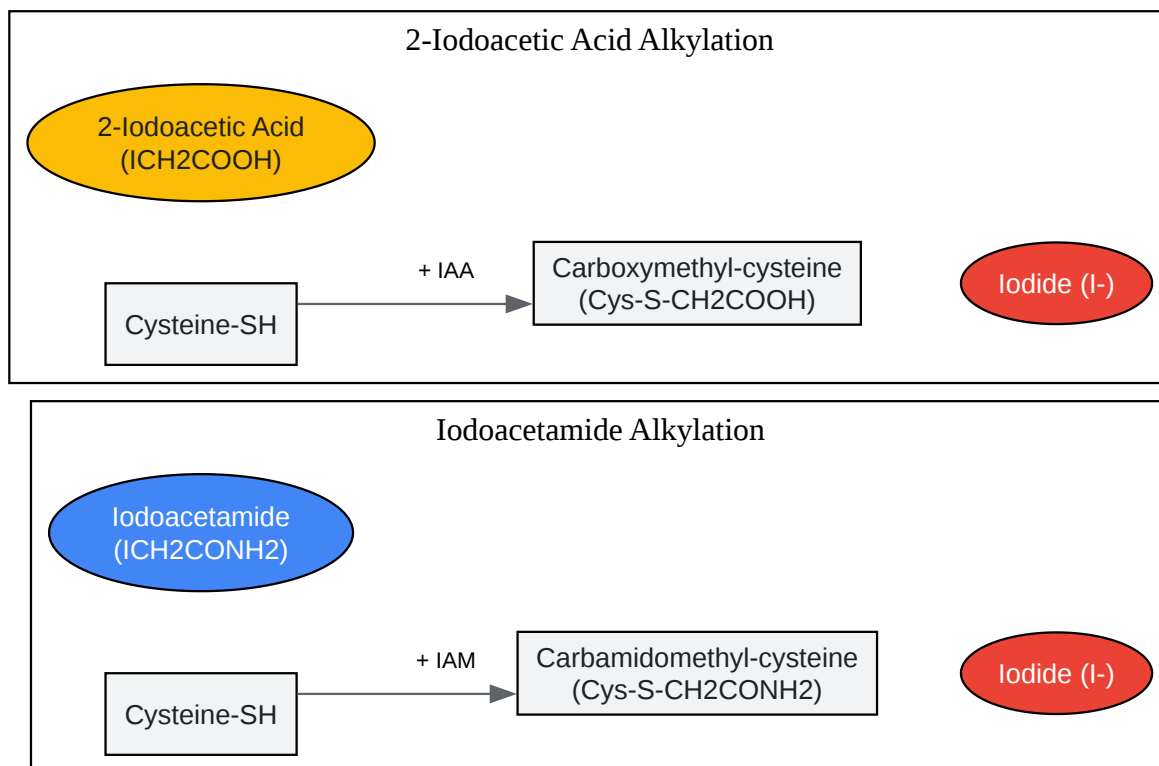 2-Iodoacetic Acid Alkylation
2-Iodoacetic Acid
(ICH2COOH)
+ IAA
Carboxymethyl-cysteine
(Cys-S-CH2COOH)
Iodide (I-)
Cysteine-SH
Iodoacetamide Alkylation
Iodoacetamide
(ICH2CONH2)
+ IAM
Carbamidomethyl-cysteine
(Cys-S-CH2CONH2)
Iodide (I-)
Cysteine-SH